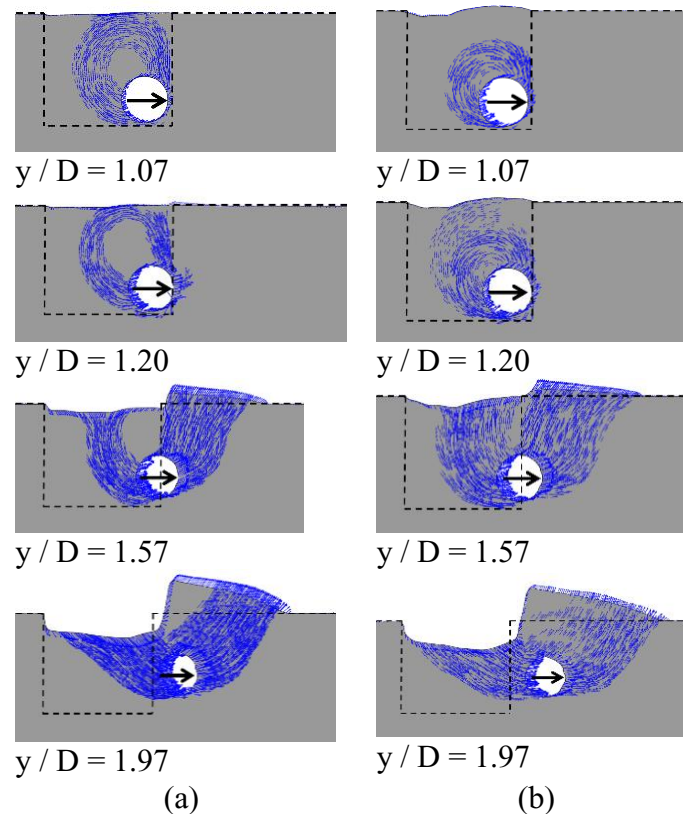 y / D = 1.07
y / D = 1.07
y / D = 1.20
y / D = 1.20
y / D = 1.57
y / D = 1.57
y / D = 1.97
y / D = 1.97
(a)
(b)